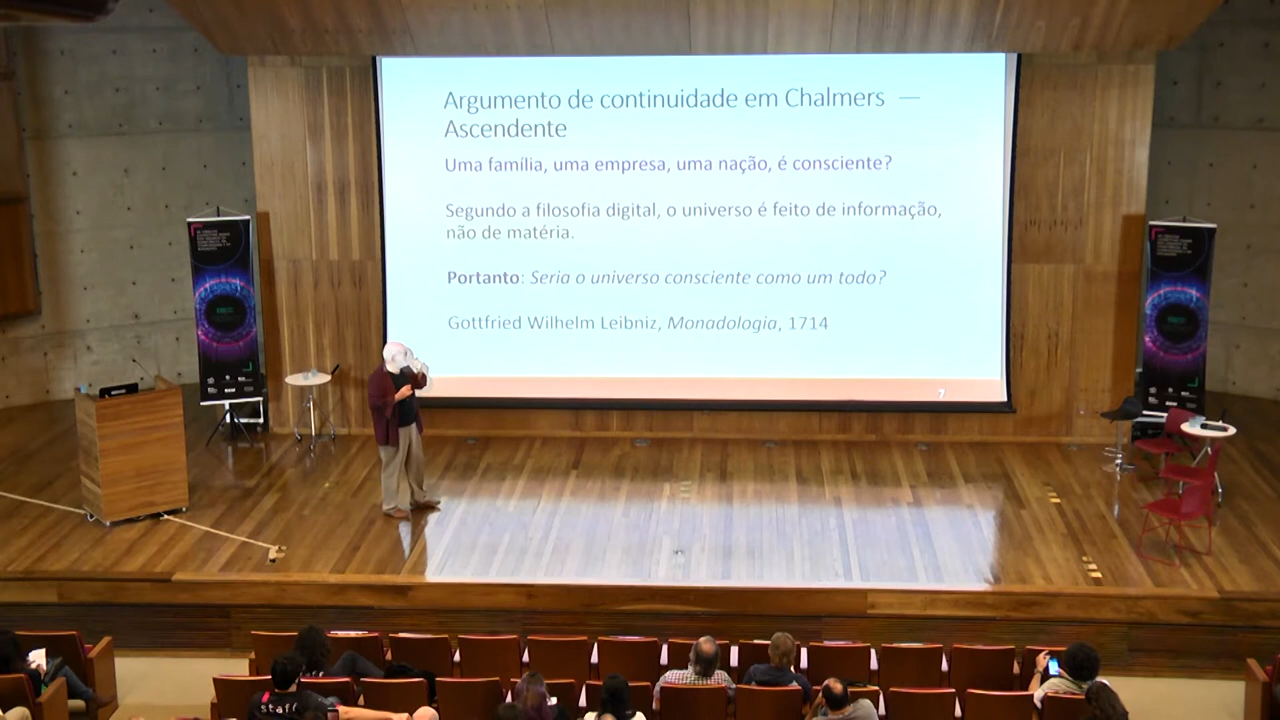 Argumento de continuidade em Chalmers —
Ascendente
Uma família, uma empresa, uma nação, é consciente?
Segundo a filosofia digital, o universo é feito de informação,
não de matéria.
Portanto: Seria o universo consciente como um todo?
Gottfried Wilhelm Leibniz, Monadologia, 1714
7
staff